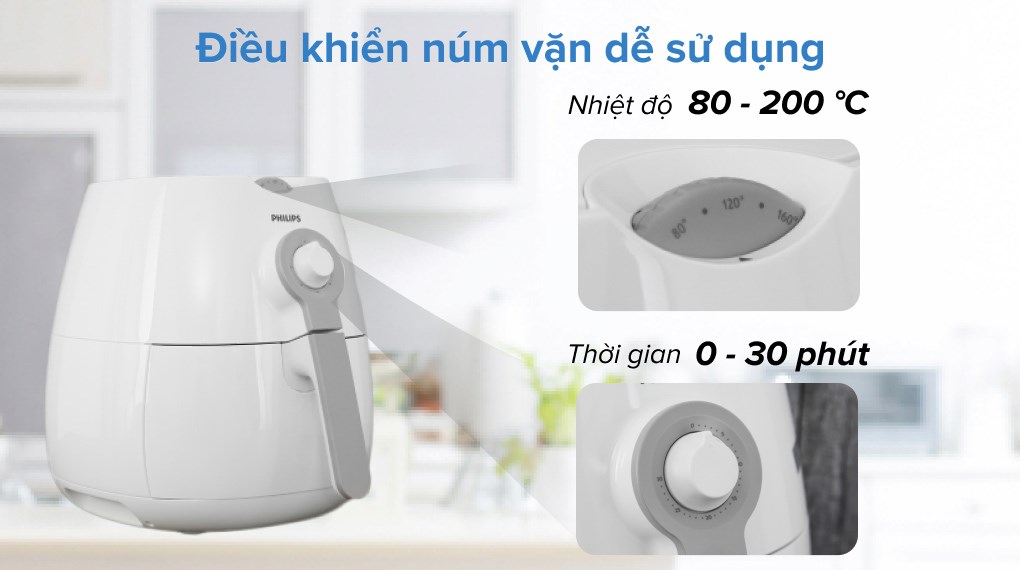 Điều khiển núm vặn dễ sử dụng
Nhiệt độ 80 - 200 °C
80° • 120° • 160°
PHILIPS
Thời gian 0 - 30 phút